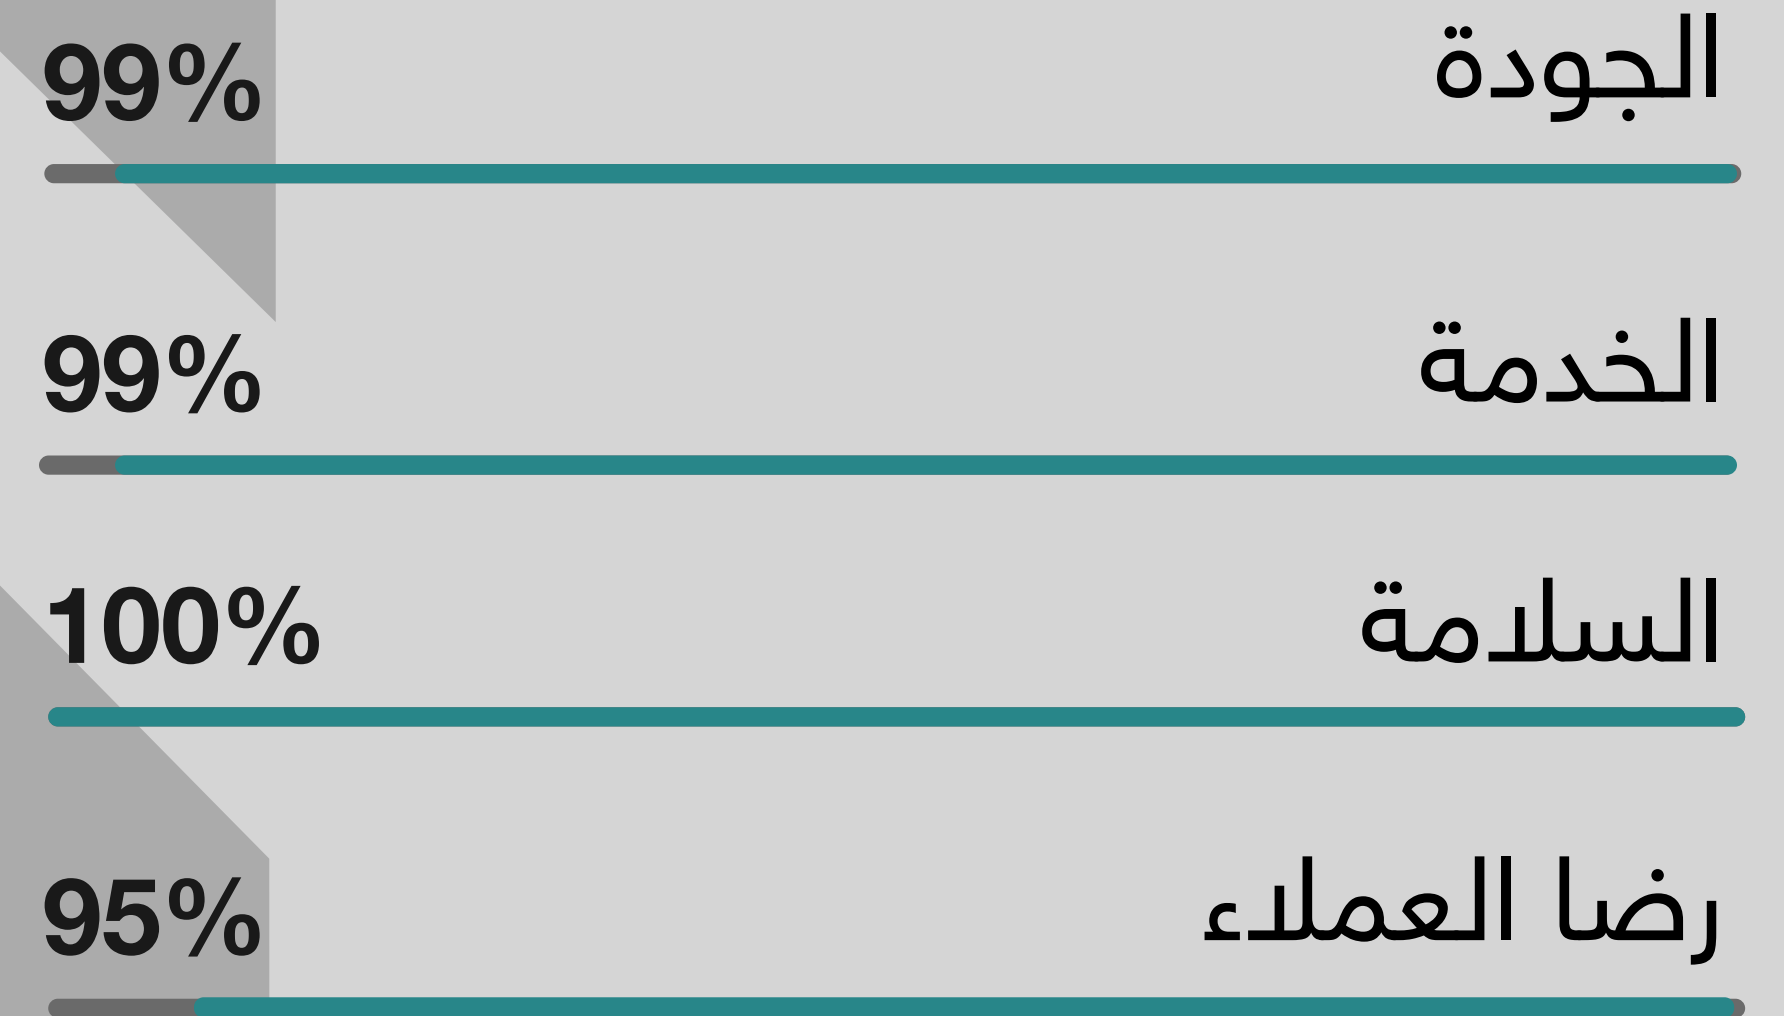 الجودة 99%
الخدمة 99%
السلامة 100%
رضا العملاء 95%